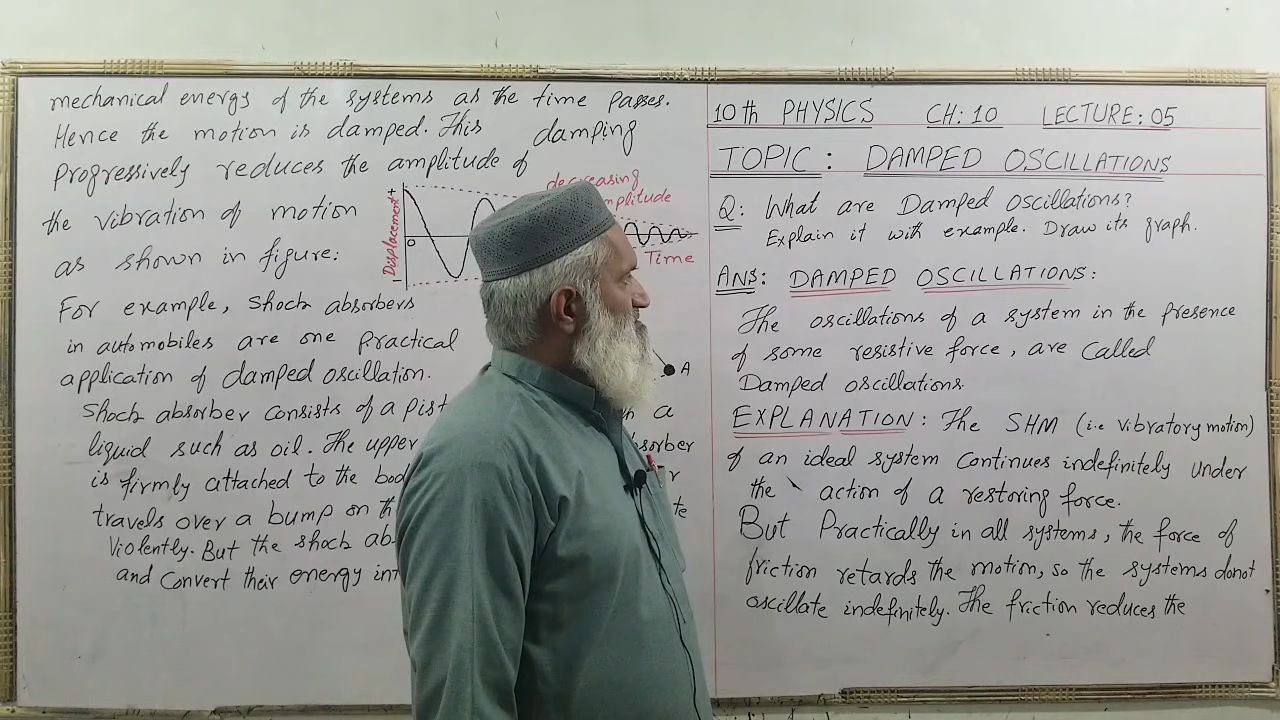 10th PHYSICS CH: 10 LECTURE: 05
TOPIC: DAMPED OSCILLATIONS
Q: What are Damped Oscillations?
Explain it with example. Draw its graph.
ANS: DAMPED OSCILLATIONS:
The oscillations of a system in the presence
of some resistive force, are called
Damped oscillations.
EXPLANATION: The SHM (i.e vibratory motion)
of an ideal system continues indefinitely under
the action of a restoring force.
But Practically in all systems, the force of
friction retards the motion, so the systems donot
oscillate indefinitely. The friction reduces the
mechanical energy of the systems as the time passes.
Hence the motion is damped. This damping
Progressively reduces the amplitude of
the vibration of motion
as shown in figure:
decreasing
Displacement
+
o
-
Time
For example, shock absorbers
in automobiles are one practical
application of damped oscillation.
A
shock absorber consists of a a
liquid such as oil. The upper
is firmly attached to the
travels over a bump on
violently. But the shock
and convert their energy